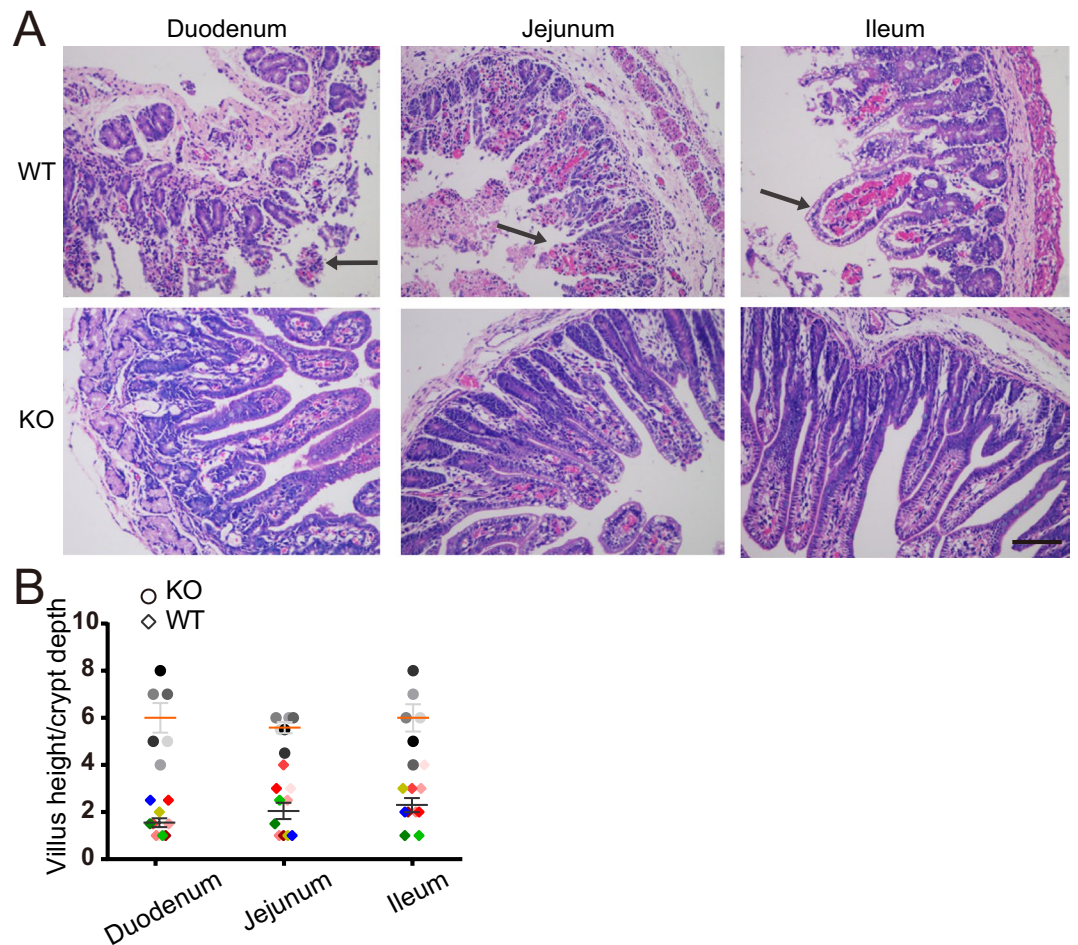 A
Duodenum
Jejunum
Ileum
WT
KO
B
KO
WT
Villus height/crypt depth
10
8
6
4
2
0
Duodenum
Jejunum
Ileum